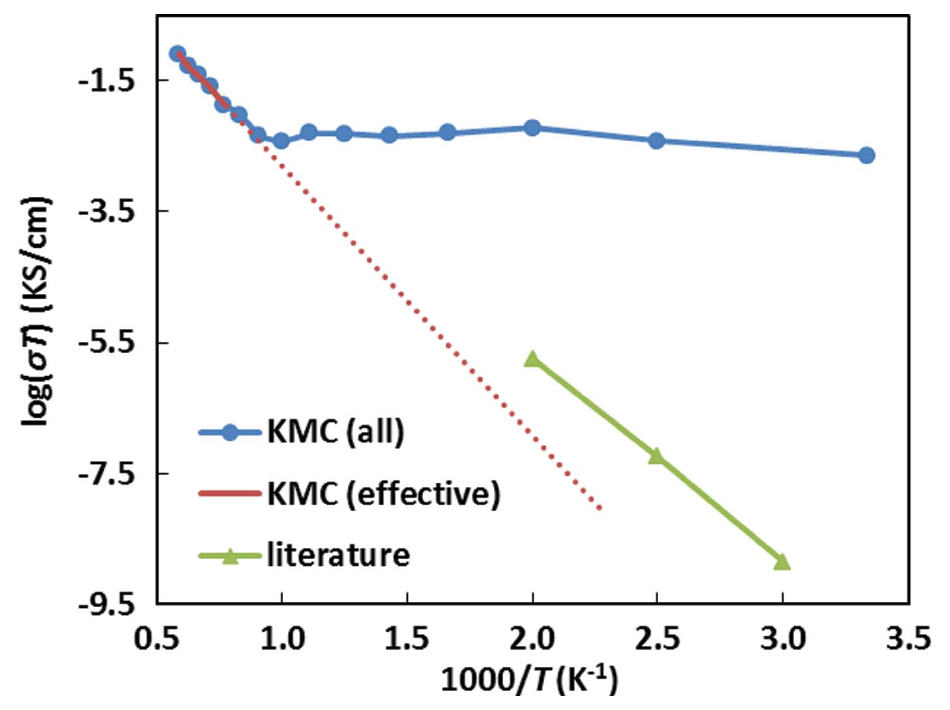 log(σT) (KS/cm)
-1.5
-3.5
-5.5
-7.5
-9.5
KMC (all)
KMC (effective)
literature
0.5 1.0 1.5 2.0 2.5 3.0 3.5
1000/T (K⁻¹)